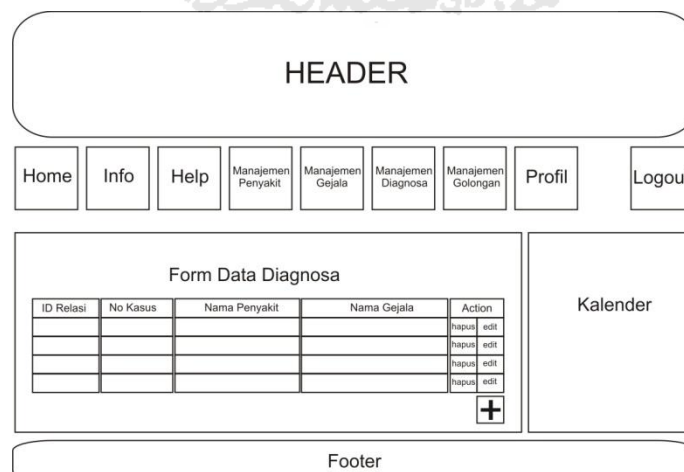 HEADER
Home
Info
Help
Manajemen
Penyakit
Manajemen
Gejala
Manajemen
Diagnosa
Manajemen
Golongan
Profil
Logou
Form Data Diagnosa
ID Relasi No Kasus Nama Penyakit Nama Gejala Action
hapus edit
hapus edit
hapus edit
hapus edit
+
Kalender
Footer